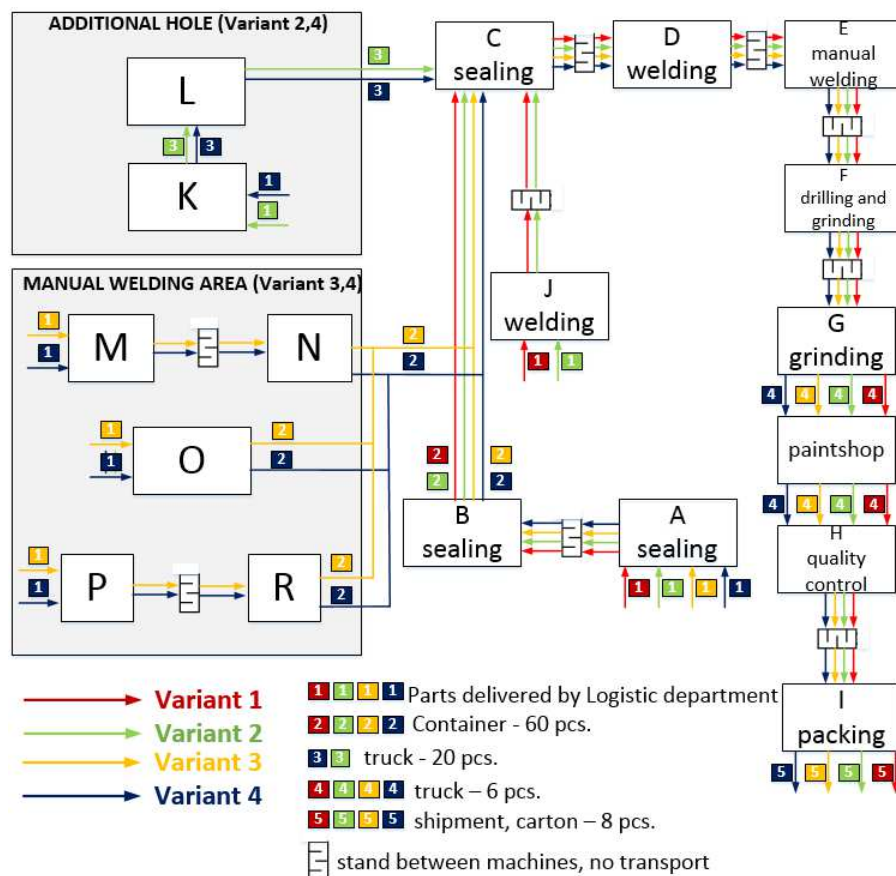 ADDITIONAL HOLE (Variant 2,4)
L
3
3
3
3
K
1
1
C
sealing
D
welding
E
manual
welding
F
drilling and
grinding
MANUAL WELDING AREA (Variant 3,4)
1
M
1
N
2
2
1
O
1
2
2
1
P
1
R
2
2
J
welding
1
1
2
2
2
2
B
sealing
A
sealing
1
1
1
1
G
grinding
4
4
4
4
paintshop
4
4
4
4
H
quality
control
I
packing
5
5
5
5
Variant 1
Variant 2
Variant 3
Variant 4
1 1 1 1 Parts delivered by Logistic department
2 2 2 2 Container - 60 pcs.
3 3 truck - 20 pcs.
4 4 4 4 truck – 6 pcs.
5 5 5 5 shipment, carton – 8 pcs.
stand between machines, no transport